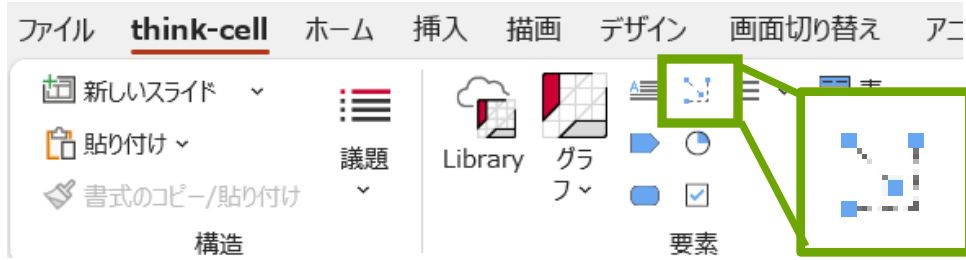 ファイル think-cell ホーム 挿入 描画 デザイン 画面切り替え アニ
新しいスライド
貼り付け
書式のコピー/貼り付け
議題
Library
グラ
フ
構造
要素